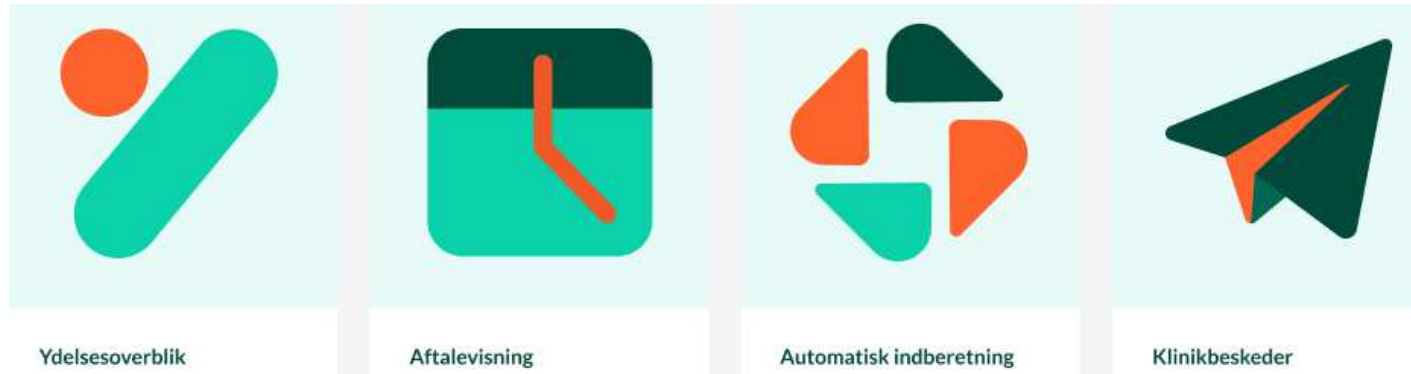 Ydelsesoverblik
Aftalevisning
Automatisk indberetning
Klinikbeskeder